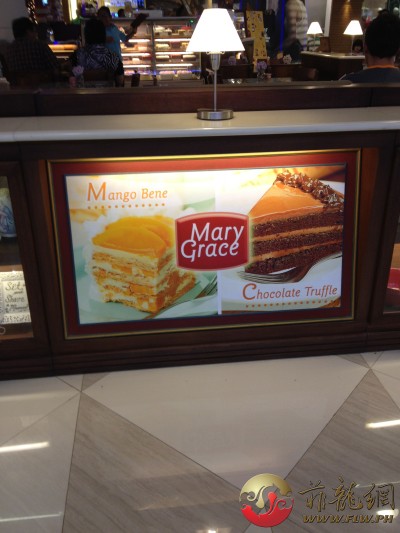 Mango Bene
Mary
Grace
Chocolate Truffle
菲龍網
WWW.FLW.PH